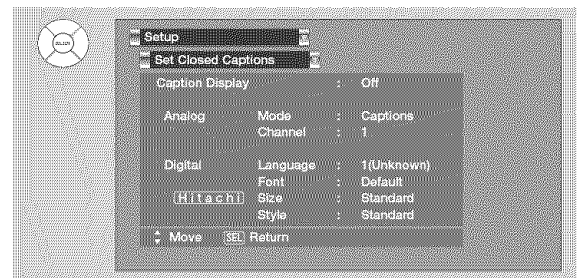 Setup
Set Closed Captions
Caption Display : Off
Analog Mode : Captions
Channel : 1
Digital Language : 1(Unknown)
Font : Default
Hitachi Size : Standard
Style : Standard
Move SEL Return